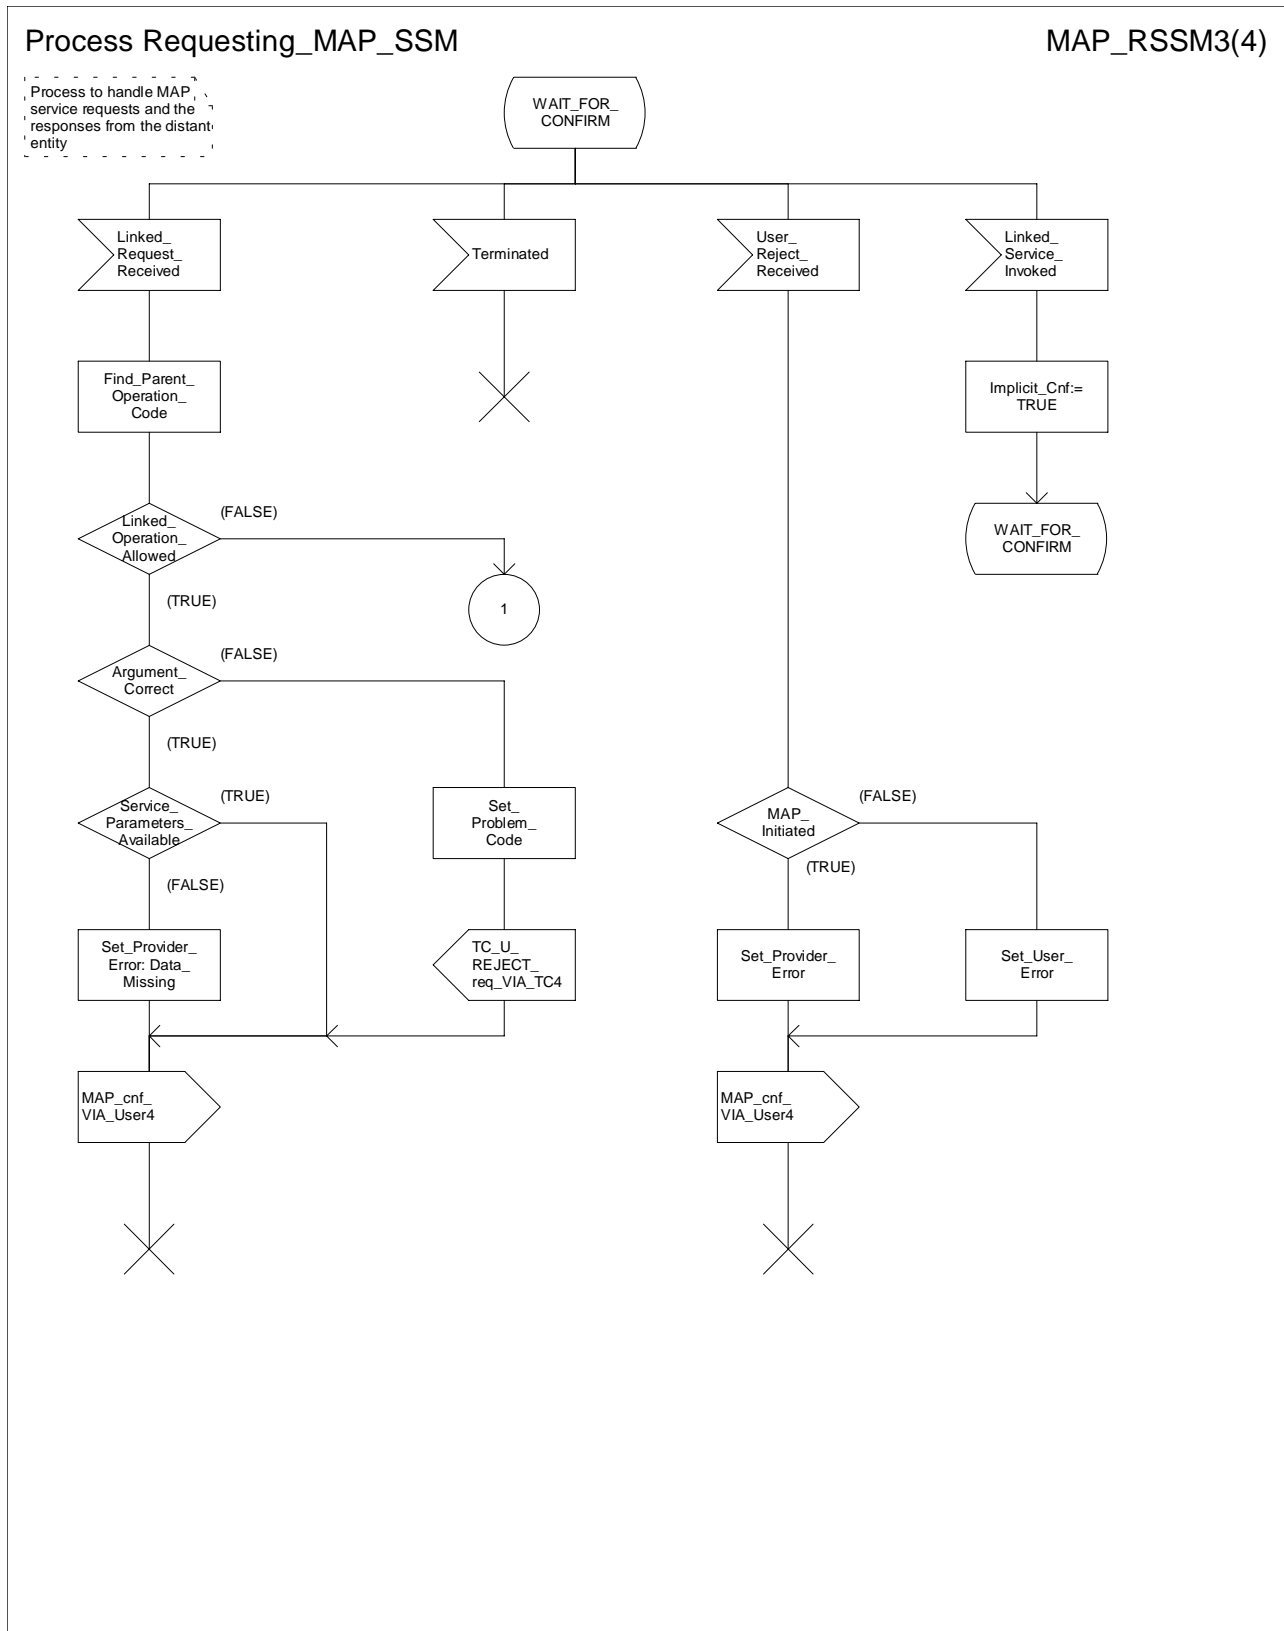 Process Requesting_MAP_SSM
MAP_RSSM3(4)
Process to handle MAP
service requests and the
responses from the distant
entity
WAIT_FOR_
CONFIRM
Linked_
Request_
Received
Terminated
User_
Reject_
Received
Linked_
Service_
Invoked
Find_Parent_
Operation_
Code
Implicit_Cnf:=
TRUE
Linked_
Operation_
Allowed
(FALSE)
WAIT_FOR_
CONFIRM
(TRUE)
1
Argument_
Correct
(FALSE)
(TRUE)
Service_
Parameters_
Available
(TRUE)
Set_
Problem_
Code
MAP_
Initiated
(FALSE)
(FALSE)
(TRUE)
Set_Provider_
Error: Data_
Missing
TC_U_
REJECT_
req_VIA_TC4
Set_Provider_
Error
Set_User_
Error
MAP_cnf_
VIA_User4
MAP_cnf_
VIA_User4